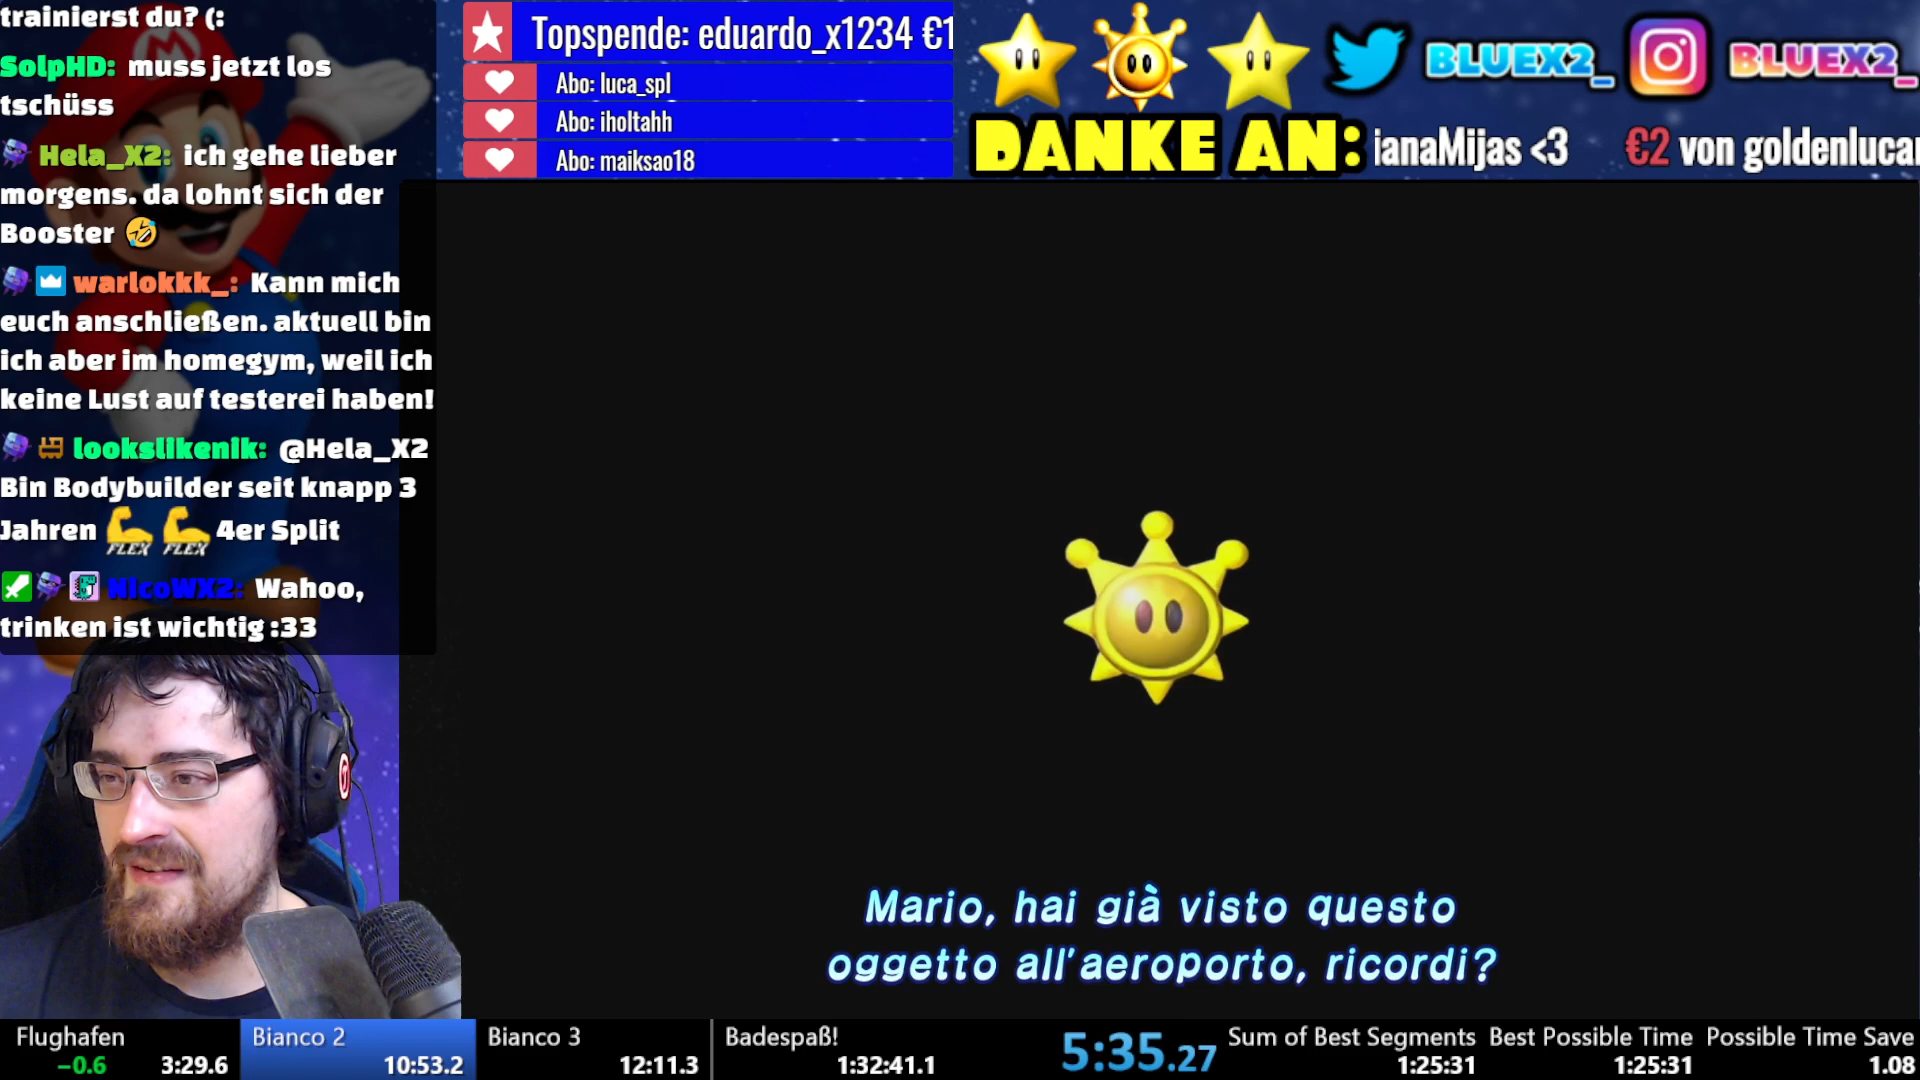 trainierst du? (:
SolpHD: muss jetzt los
tschüss
Hela_X2: ich gehe lieber
morgens. da lohnt sich der
Booster
warlokkk_: Kann mich
euch anschließen. aktuell bin
ich aber im homegym, weil ich
keine Lust auf testerei haben!
lookslikenik: @Hela_X2
Bin Bodybuilder seit knapp 3
Jahren FLEX FLEX 4er Split
NicoWX2: Wahoo,
trinken ist wichtig :33
Topspende: eduardo_x1234 €1
Abo: luca_spl
Abo: iholtahh
Abo: maiksao18
BLUEX2_
BLUEX2_
DANKE AN: ianaMijas <3 €2 von goldenlucar
Mario, hai già visto questo
oggetto all'aeroporto, ricordi?
Flughafen
-0.6 3:29.6
Bianco 2
10:53.2
Bianco 3
12:11.3
Badespaß!
1:32:41.1
5:35.27
Sum of Best Segments
1:25:31
Best Possible Time
1:25:31
Possible Time Save
1.08